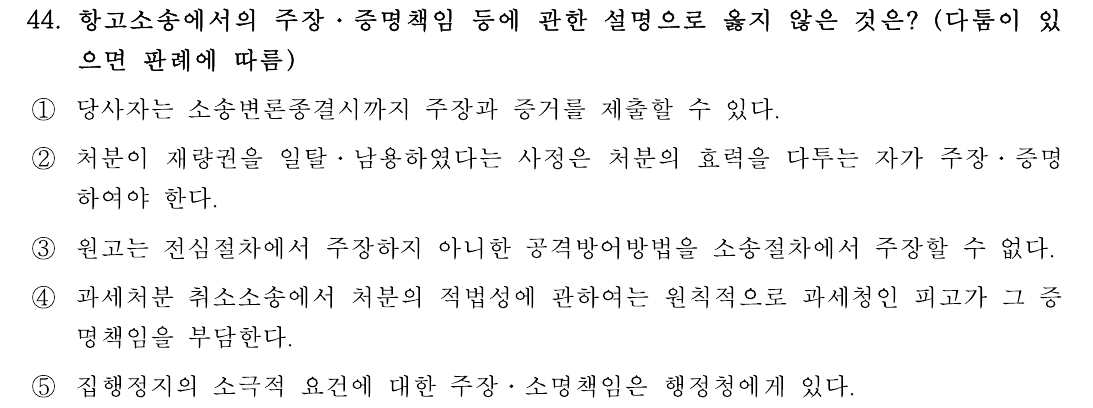 44. 항고소송에서의 주장 · 증명책임 등에 관한 설명으로 옳지 않은 것은? (다툼이 있
으면 판례에 따름)
① 당사자는 소송변론종결시까지 주장과 증거를 제출할 수 있다.
② 처분이 재량권을 일탈 · 남용하였다는 사정은 처분의 효력을 다투는 자가 주장 · 증명
하여야 한다.
③ 원고는 전심절차에서 주장하지 아니한 공격방어방법을 소송절차에서 주장할 수 없다.
④ 과세처분 취소소송에서 처분의 적법성에 관하여는 원칙적으로 과세청인 피고가 그 증
명책임을 부담한다.
⑤ 집행정지의 소극적 요건에 대한 주장 · 소명책임은 행정청에게 있다.